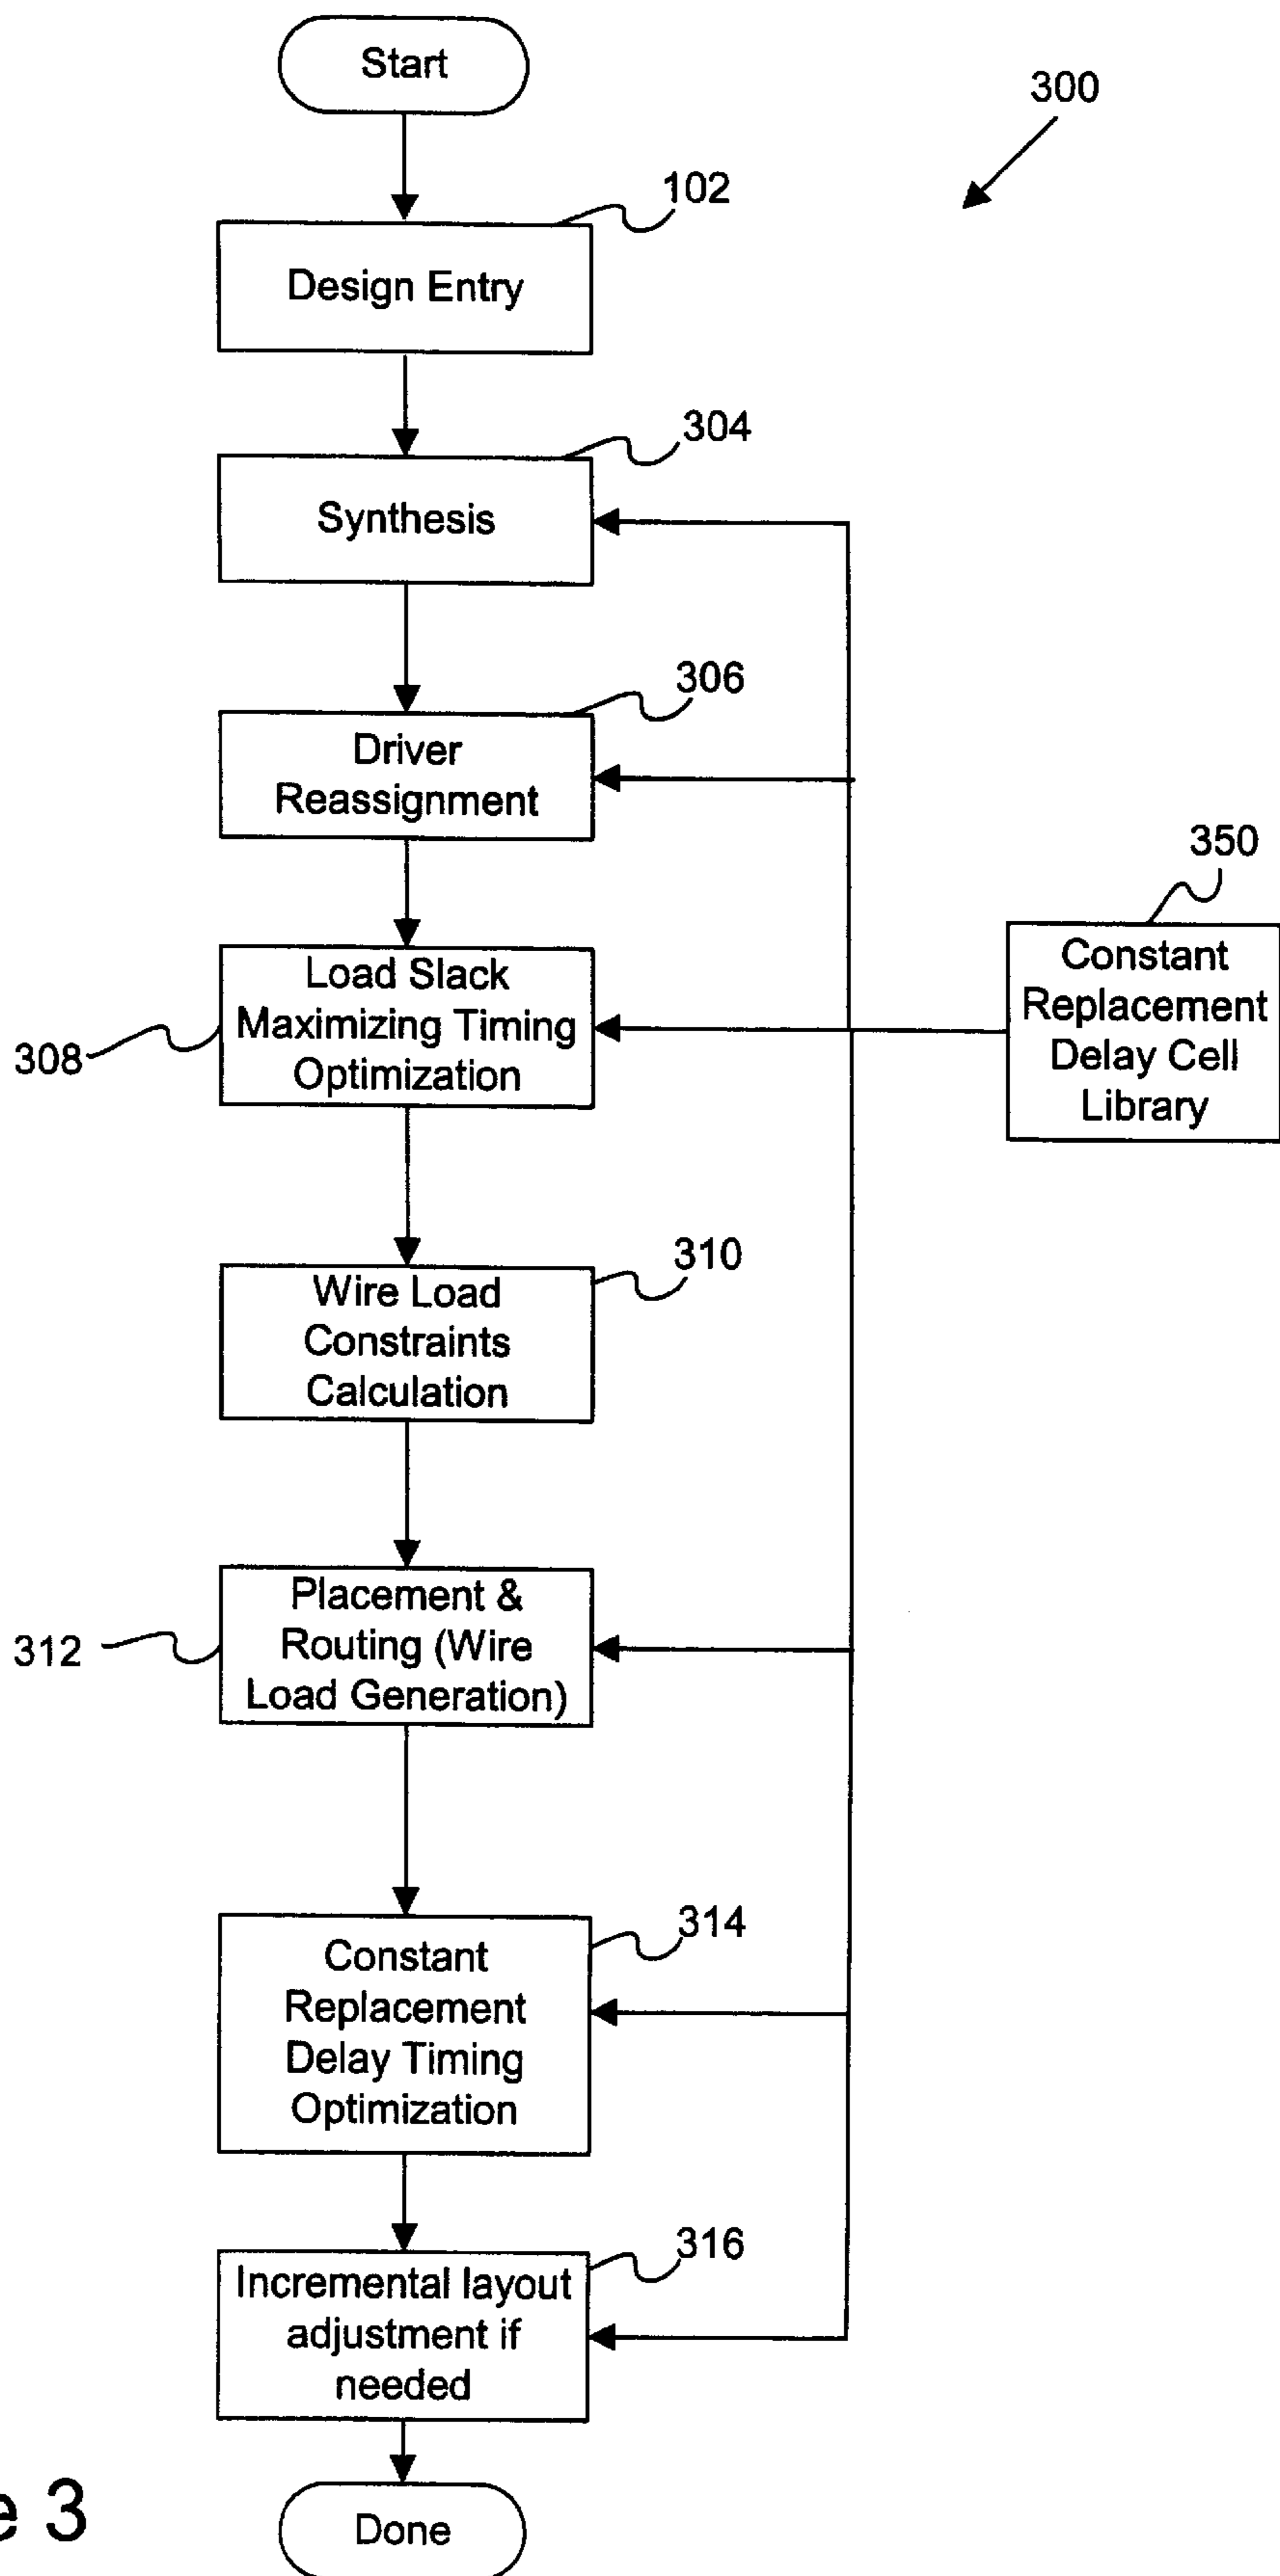 Start
300
102
Design Entry
304
Synthesis
306
Driver
Reassignment
350
Constant
Replacement
Delay Cell
Library
Load Slack
Maximizing Timing
Optimization
308
310
Wire Load
Constraints
Calculation
Placement &
Routing (Wire
Load Generation)
312
314
Constant
Replacement
Delay Timing
Optimization
316
Incremental layout
adjustment if
needed
Done
e 3